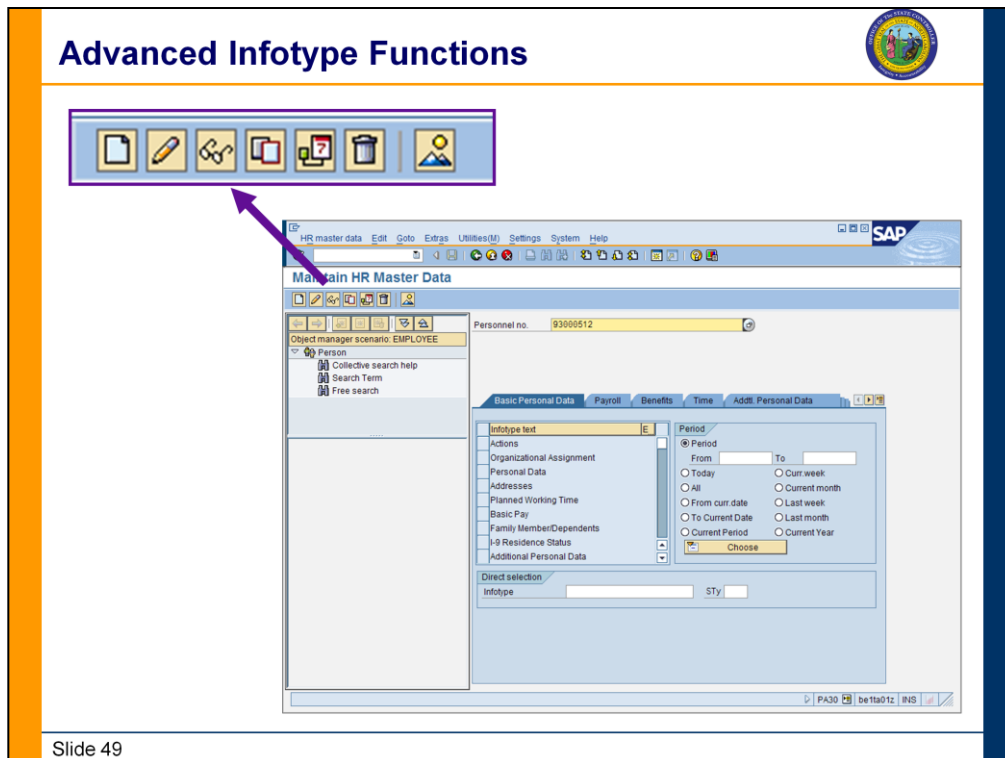 Advanced Infotype Functions
HR master data Edit Goto Extras Utilities(M) Settings System Help
SAP
Maintain HR Master Data
Personnel no. 93000512
Object manager scenario: EMPLOYEE
Person
Collective search help
Search Term
Free search
Basic Personal Data Payroll Benefits Time Addtl. Personal Data
Infotype text E
Actions
Organizational Assignment
Personal Data
Addresses
Planned Working Time
Basic Pay
Family Member/Dependents
I-9 Residence Status
Additional Personal Data
Period
Period
From To
Today Curr.week
All Current month
From curr.date Last week
To Current Date Last month
Current Period Current Year
Choose
Direct selection
Infotype STy
PA30 be1ta01z INS
Slide 49